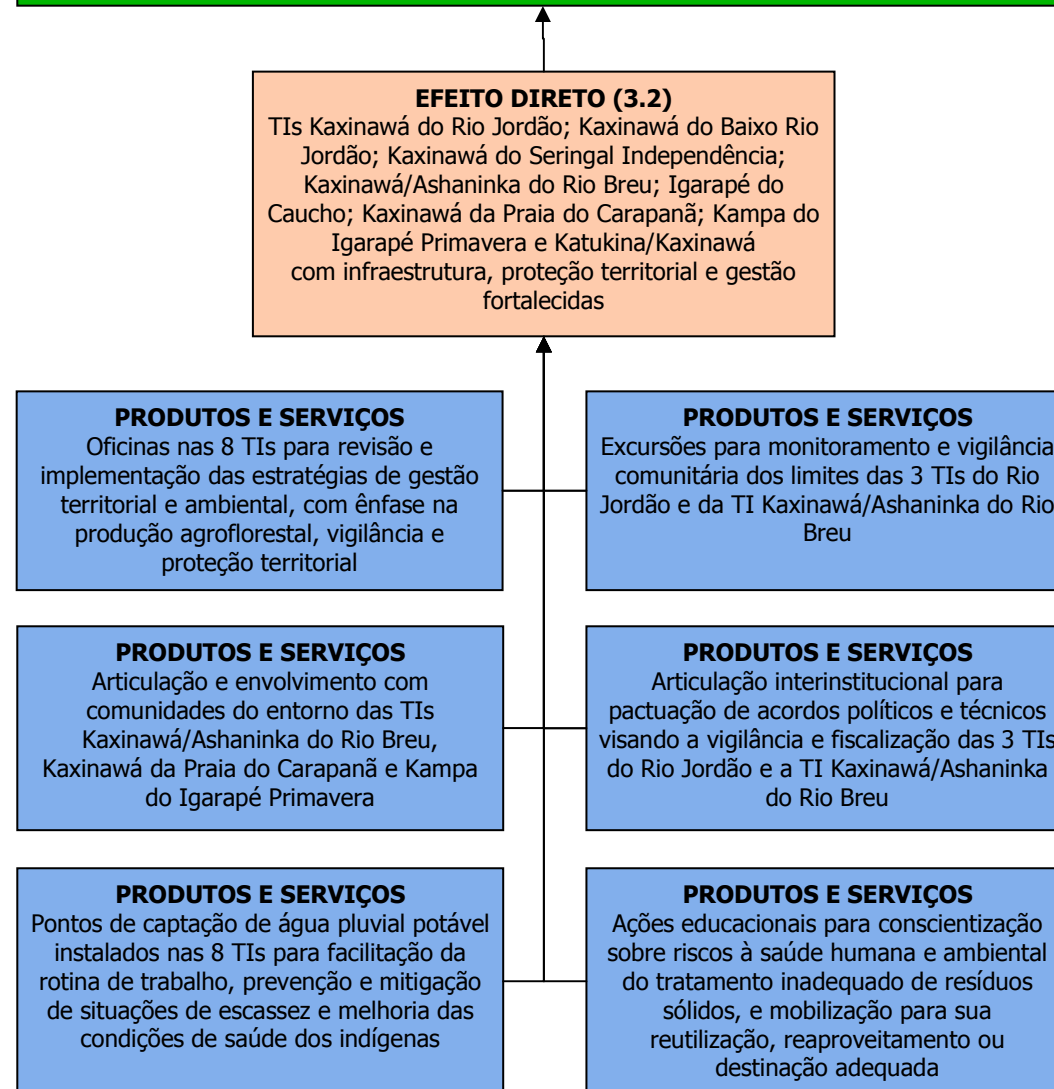 EFEITO DIRETO (3.2)
TIs Kaxinawá do Rio Jordão; Kaxinawá do Baixo Rio
Jordão; Kaxinawá do Seringal Independência;
Kaxinawá/Ashaninka do Rio Breu; Igarapé do
Caucho; Kaxinawá da Praia do Carapanã; Kampa do
Igarapé Primavera e Katukina/Kaxinawá
com infraestrutura, proteção territorial e gestão
fortalecidas
PRODUTOS E SERVIÇOS
Oficinas nas 8 TIs para revisão e
implementação das estratégias de gestão
territorial e ambiental, com ênfase na
produção agroflorestal, vigilância e
proteção territorial
PRODUTOS E SERVIÇOS
Excursões para monitoramento e vigilância
comunitária dos limites das 3 TIs do Rio
Jordão e da TI Kaxinawá/Ashaninka do Rio
Breu
PRODUTOS E SERVIÇOS
Articulação e envolvimento com
comunidades do entorno das TIs
Kaxinawá/Ashaninka do Rio Breu,
Kaxinawá da Praia do Carapanã e Kampa
do Igarapé Primavera
PRODUTOS E SERVIÇOS
Articulação interinstitucional para
pactuação de acordos políticos e técnicos
visando a vigilância e fiscalização das 3 TIs
do Rio Jordão e a TI Kaxinawá/Ashaninka
do Rio Breu
PRODUTOS E SERVIÇOS
Pontos de captação de água pluvial potável
instalados nas 8 TIs para facilitação da
rotina de trabalho, prevenção e mitigação
de situações de escassez e melhoria das
condições de saúde dos indígenas
PRODUTOS E SERVIÇOS
Ações educacionais para conscientização
sobre riscos à saúde humana e ambiental
do tratamento inadequado de resíduos
sólidos, e mobilização para sua
reutilização, reaproveitamento ou
destinação adequada